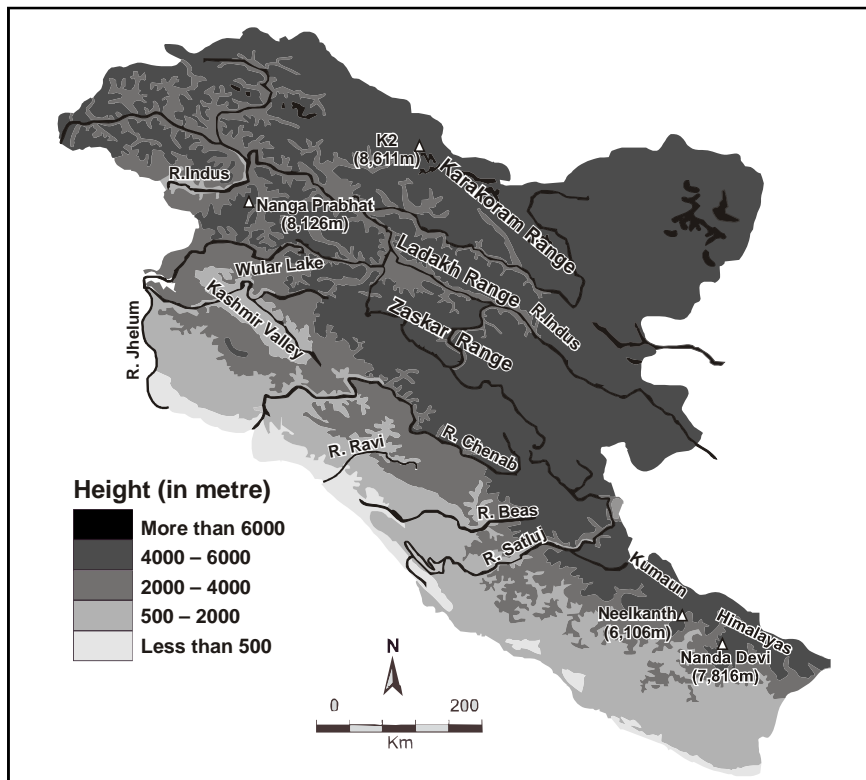 K2
(8,611m)
Karakoram Range
R.Indus
Nanga Prabhat
(8,126m)
Ladakh Range
Wular Lake
R.Indus
Kashmir Valley
Zaskar Range
R. Jhelum
R. Chenab
R. Ravi
R. Beas
R. Satluj
Kumaun Himalayas
Neelkanth
(6,106m)
Nanda Devi
(7,816m)
Height (in metre)
More than 6000
4000 – 6000
2000 – 4000
500 – 2000
Less than 500
N
0 200
Km